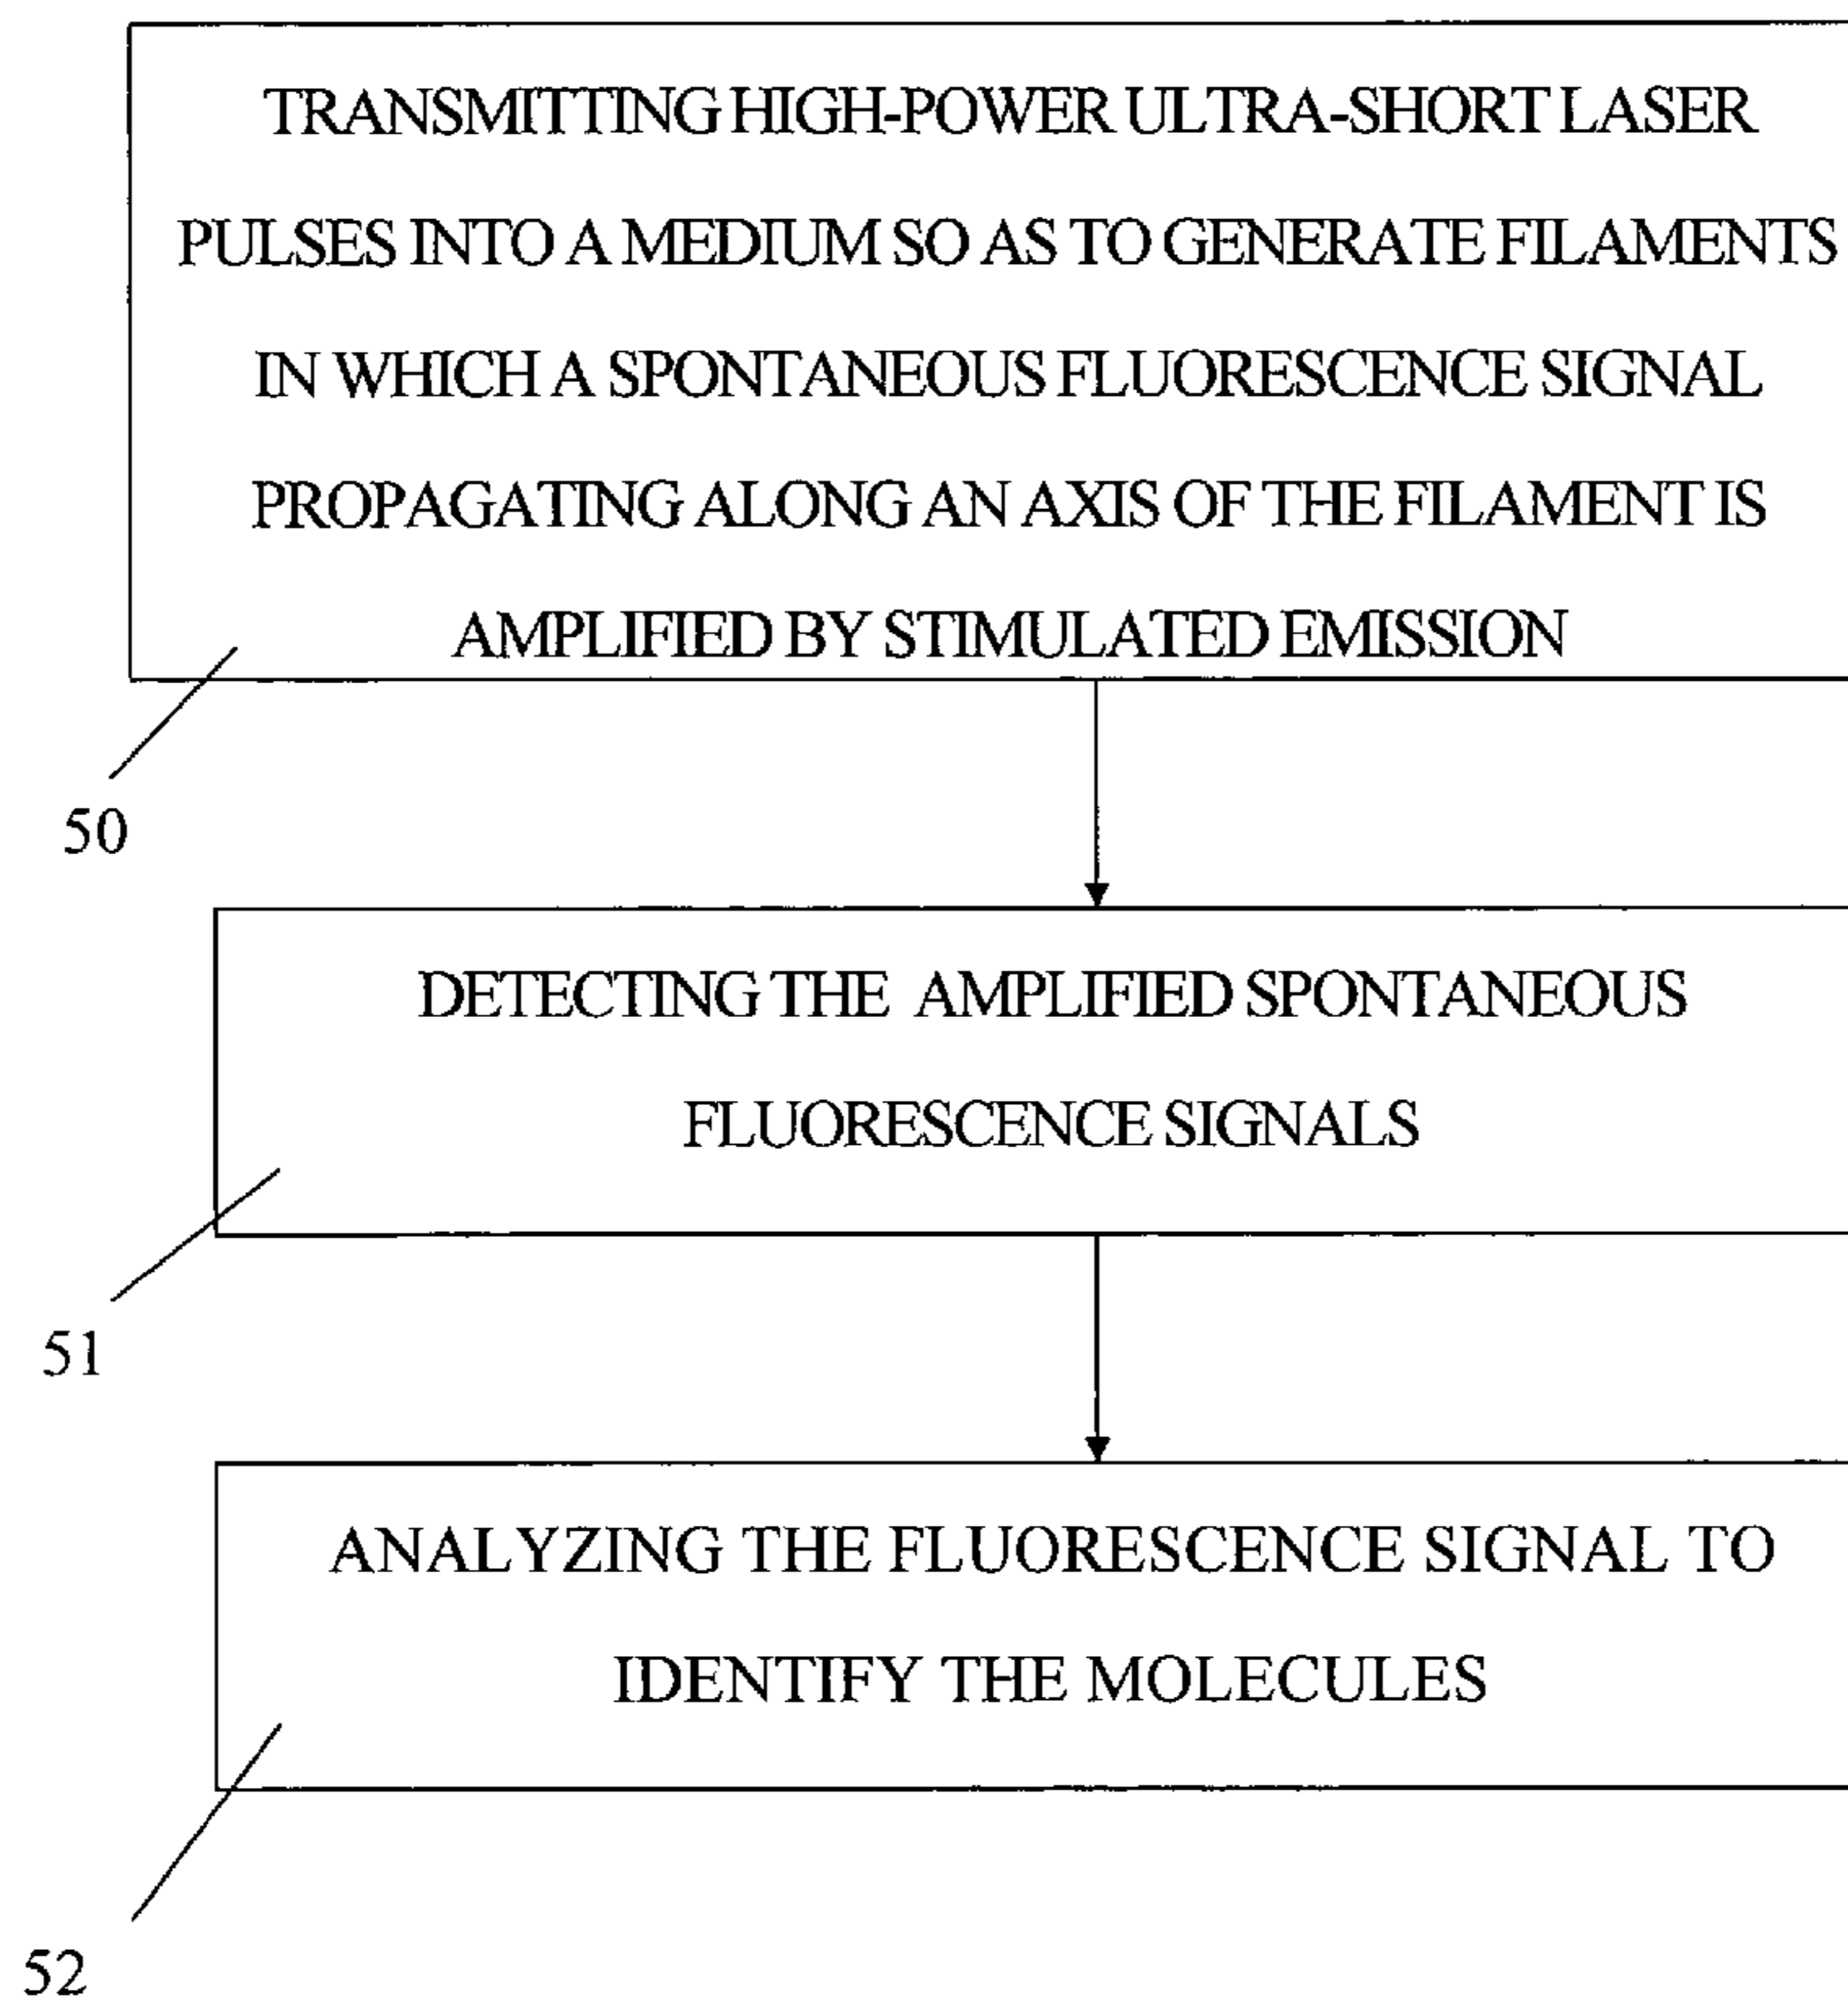 TRANSMITTING HIGH-POWER ULTRA-SHORT LASER
PULSES INTO A MEDIUM SO AS TO GENERATE FILAMENTS
IN WHICH A SPONTANEOUS FLUORESCENCE SIGNAL
PROPAGATING ALONG AN AXIS OF THE FILAMENT IS
AMPLIFIED BY STIMULATED EMISSION
50
DETECTING THE AMPLIFIED SPONTANEOUS
FLUORESCENCE SIGNALS
51
ANALYZING THE FLUORESCENCE SIGNAL TO
IDENTIFY THE MOLECULES
52